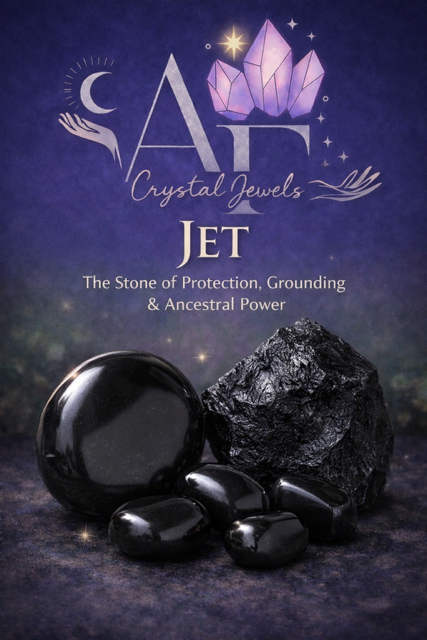 AF
Crystal Jewels
JET
The Stone of Protection, Grounding
& Ancestral Power